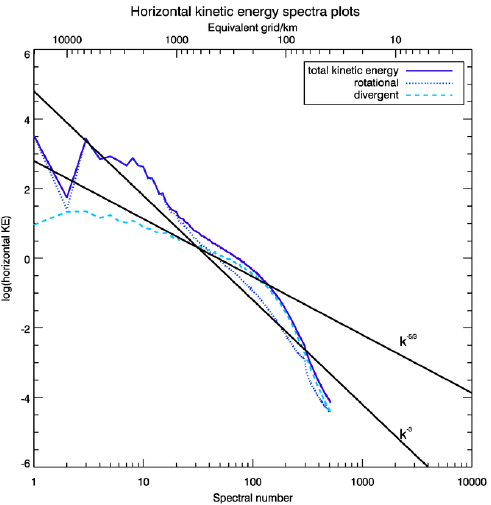 Horizontal kinetic energy spectra plots
Equivalent grid/km
10000 1000 100 10
total kinetic energy
rotational
divergent
6
4
2
0
-2
-4
-6
log(horizontal KE)
k-5/3
k-3
1 10 100 1000 10000
Spectral number